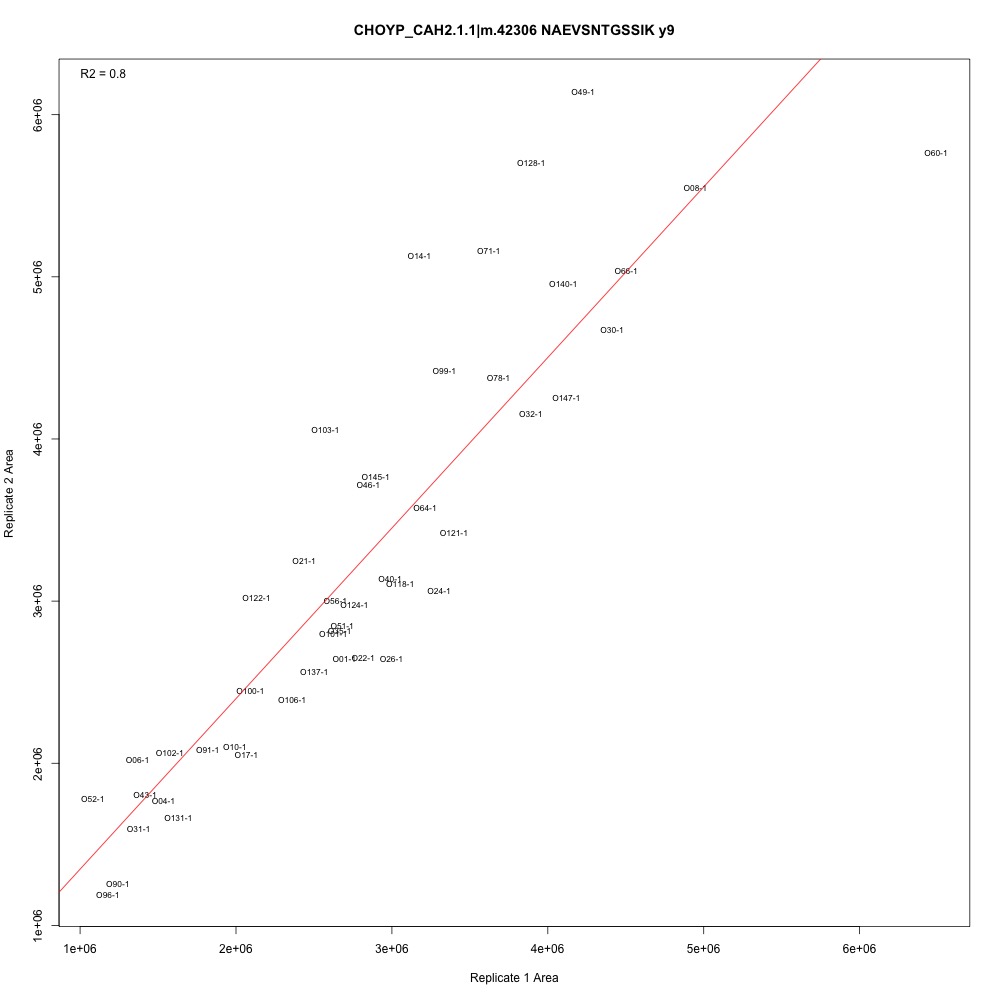 CHOYP_CAH2.1.1|m.42306 NAEVSNTGSSIK y9
R2 = 0.8
O49-1
O60-1
O128-1
O08-1
O71-1
O14-1
O66-1
O140-1
O30-1
O99-1
O78-1
O147-1
O32-1
O103-1
O145-1
O46-1
O64-1
O121-1
O21-1
O40-1
O118-1
O24-1
O122-1
O56-1
O124-1
O51-1
O101-1
O01-1
O22-1
O26-1
O137-1
O100-1
O106-1
O10-1
O91-1
O102-1
O17-1
O06-1
O43-1
O52-1
O04-1
O131-1
O31-1
O90-1
O96-1
6e+06
5e+06
4e+06
3e+06
2e+06
1e+06
Replicate 2 Area
1e+06 2e+06 3e+06 4e+06 5e+06 6e+06
Replicate 1 Area